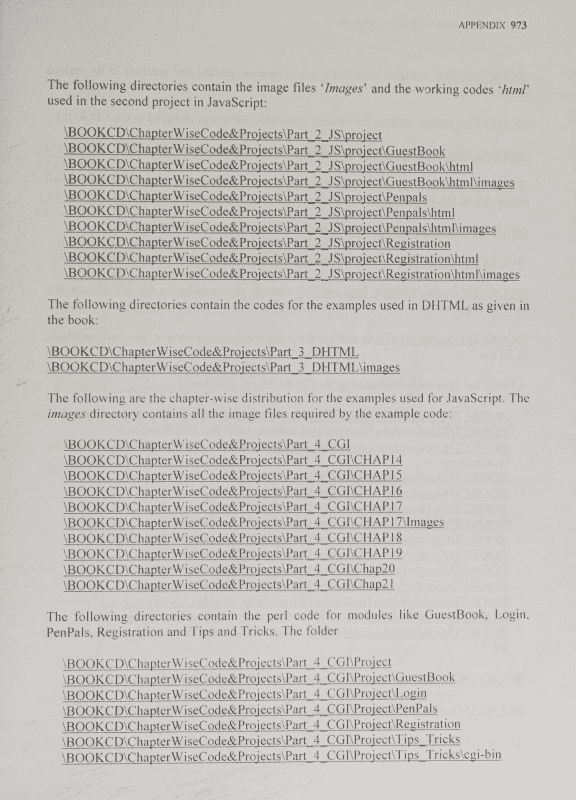 APPENDIX 973
The following directories contain the image files ‘Images’ and the working codes ‘html’
used in the second project in JavaScript:
\BOOKCD\ChapterWiseCode&Projects\Part_2_JS\project
\BOOKCD\ChapterWiseCode&Projects\Part_2_JS\project\GuestBook
\BOOKCD\ChapterWiseCode&Projects\Part_2_JS\project\GuestBook\html
\BOOKCD\ChapterWiseCode&Projects\Part_2_JS\project\GuestBook\html\images
\BOOKCD\ChapterWiseCode&Projects\Part_2_JS\project\Penpals
\BOOKCD\ChapterWiseCode&Projects\Part_2_JS\project\Penpals\html
\BOOKCD\ChapterWiseCode&Projects\Part_2_JS\project\Penpals\html\images
\BOOKCD\ChapterWiseCode&Projects\Part_2_JS\project\Registration
\BOOKCD\ChapterWiseCode&Projects\Part_2_JS\project\Registration\html
\BOOKCD\ChapterWiseCode&Projects\Part_2_JS\project\Registration\html\images
The following directories contain the codes for the examples used in DHTML as given in
the book:
\BOOKCD\ChapterWiseCode&Projects\Part_3_DHTML
\BOOKCD\ChapterWiseCode&Projects\Part_3_DHTML\images
The following are the chapter-wise distribution for the examples used for JavaScript. The
images directory contains all the image files required by the example code:
\BOOKCD\ChapterWiseCode&Projects\Part_4_CGI
\BOOKCD\ChapterWiseCode&Projects\Part_4_CGI\CHAP14
\BOOKCD\ChapterWiseCode&Projects\Part_4_CGI\CHAP15
\BOOKCD\ChapterWiseCode&Projects\Part_4_CGI\CHAP16
\BOOKCD\ChapterWiseCode&Projects\Part_4_CGI\CHAP17
\BOOKCD\ChapterWiseCode&Projects\Part_4_CGI\CHAP17\Images
\BOOKCD\ChapterWiseCode&Projects\Part_4_CGI\CHAP18
\BOOKCD\ChapterWiseCode&Projects\Part_4_CGI\CHAP19
\BOOKCD\ChapterWiseCode&Projects\Part_4_CGI\Chap20
\BOOKCD\ChapterWiseCode&Projects\Part_4_CGI\Chap21
The following directories contain the perl code for modules like GuestBook, Login,
PenPals, Registration and Tips and Tricks. The folder
\BOOKCD\ChapterWiseCode&Projects\Part_4_CGI\Project
\BOOKCD\ChapterWiseCode&Projects\Part_4_CGI\Project\GuestBook
\BOOKCD\ChapterWiseCode&Projects\Part_4_CGI\Project\Login
\BOOKCD\ChapterWiseCode&Projects\Part_4_CGI\Project\PenPals
\BOOKCD\ChapterWiseCode&Projects\Part_4_CGI\Project\Registration
\BOOKCD\ChapterWiseCode&Projects\Part_4_CGI\Project\Tips_Tricks
\BOOKCD\ChapterWiseCode&Projects\Part_4_CGI\Project\Tips_Tricks\cgi-bin